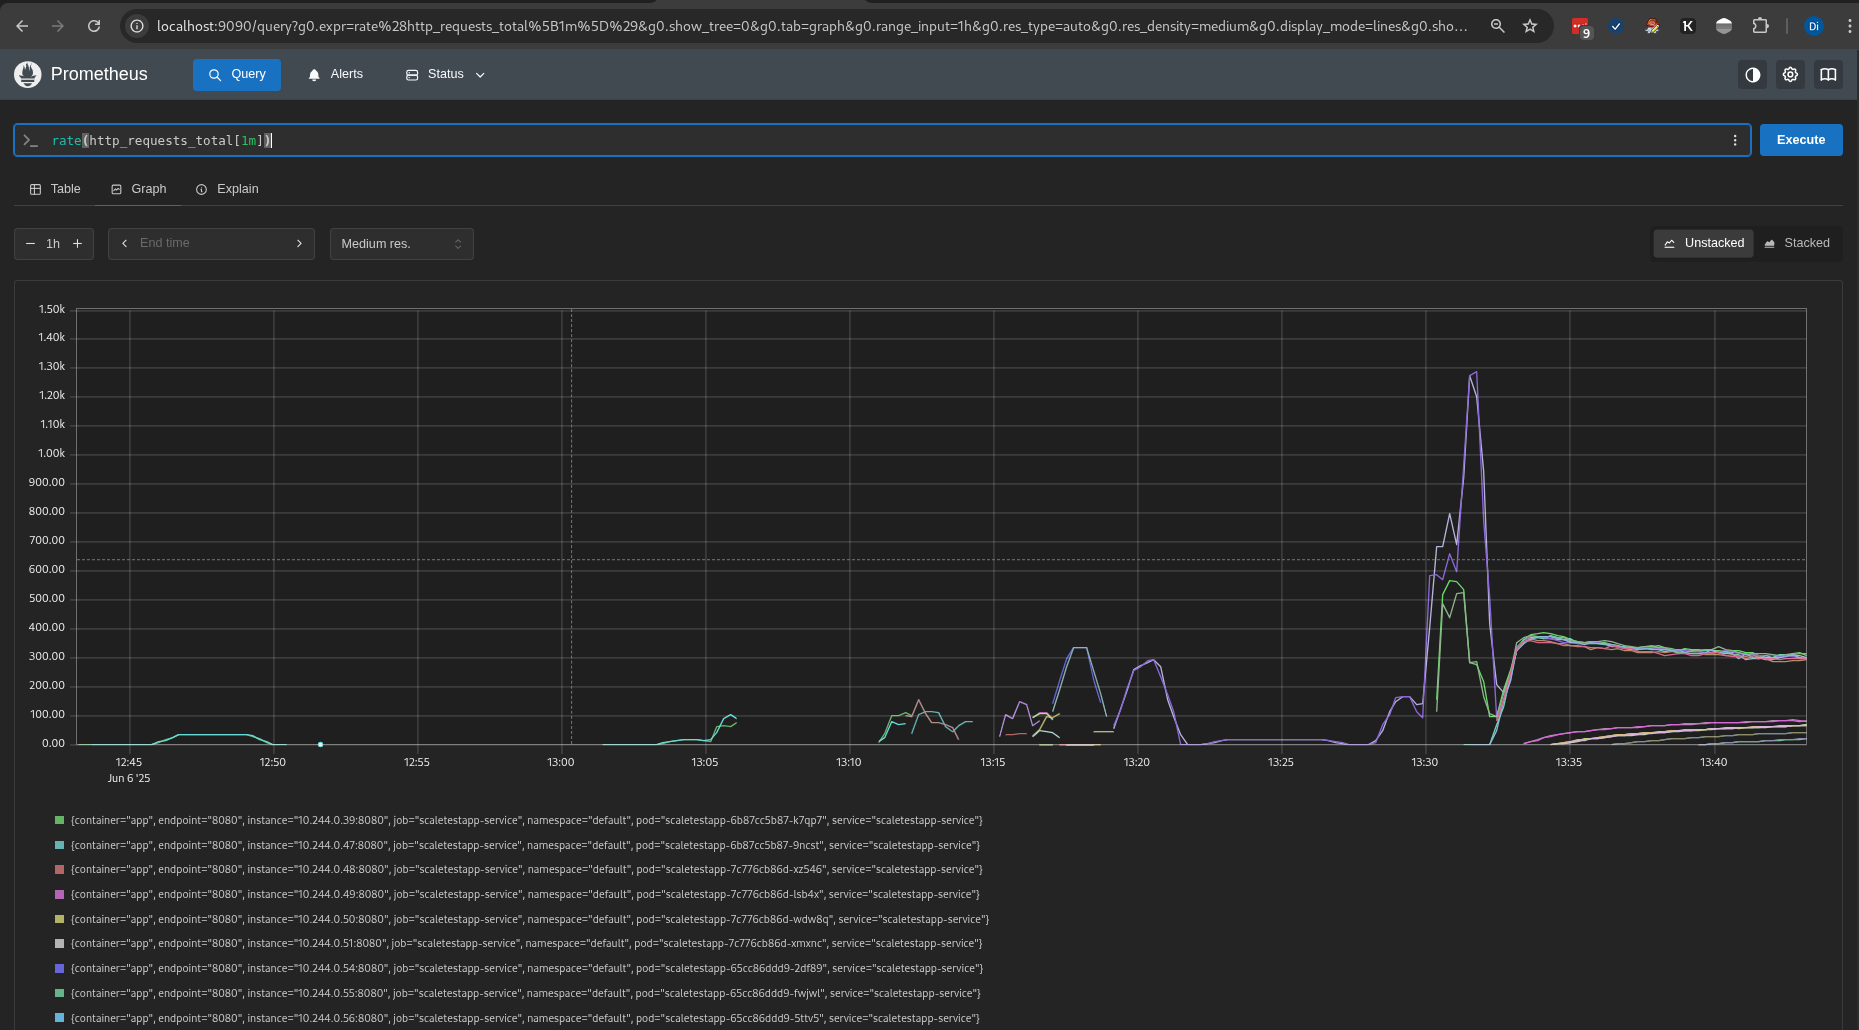 localhost:9090/query?g0.expr=rate%28http_requests_total%5B1m%5D%29&g0.show_tree=0&g0.tab=graph&g0.range_input=1h&g0.res_type=auto&g0.res_density=medium&g0.display_mode=lines&g0.sho...
9
K
Di
Prometheus
Query
Alerts
Status
>_ rate(http_requests_total[1m])
Execute
Table
Graph
Explain
− 1h +
End time
Medium res.
Unstacked
Stacked
1.50k
1.40k
1.30k
1.20k
1.10k
1.00k
900.00
800.00
700.00
600.00
500.00
400.00
300.00
200.00
100.00
0.00
12:45 12:50 12:55 13:00 13:05 13:10 13:15 13:20 13:25 13:30 13:35 13:40
Jun 6 '25
{container="app", endpoint="8080", instance="10.244.0.39:8080", job="scaletestapp-service", namespace="default", pod="scaletestapp-6b87cc5b87-k7qp7", service="scaletestapp-service"}
{container="app", endpoint="8080", instance="10.244.0.47:8080", job="scaletestapp-service", namespace="default", pod="scaletestapp-6b87cc5b87-9ncst", service="scaletestapp-service"}
{container="app", endpoint="8080", instance="10.244.0.48:8080", job="scaletestapp-service", namespace="default", pod="scaletestapp-7c776cb86d-xz546", service="scaletestapp-service"}
{container="app", endpoint="8080", instance="10.244.0.49:8080", job="scaletestapp-service", namespace="default", pod="scaletestapp-7c776cb86d-lsb4x", service="scaletestapp-service"}
{container="app", endpoint="8080", instance="10.244.0.50:8080", job="scaletestapp-service", namespace="default", pod="scaletestapp-7c776cb86d-wdw8q", service="scaletestapp-service"}
{container="app", endpoint="8080", instance="10.244.0.51:8080", job="scaletestapp-service", namespace="default", pod="scaletestapp-7c776cb86d-xmxnc", service="scaletestapp-service"}
{container="app", endpoint="8080", instance="10.244.0.54:8080", job="scaletestapp-service", namespace="default", pod="scaletestapp-65cc86ddd9-2df89", service="scaletestapp-service"}
{container="app", endpoint="8080", instance="10.244.0.55:8080", job="scaletestapp-service", namespace="default", pod="scaletestapp-65cc86ddd9-fwjwl", service="scaletestapp-service"}
{container="app", endpoint="8080", instance="10.244.0.56:8080", job="scaletestapp-service", namespace="default", pod="scaletestapp-65cc86ddd9-5ttv5", service="scaletestapp-service"}